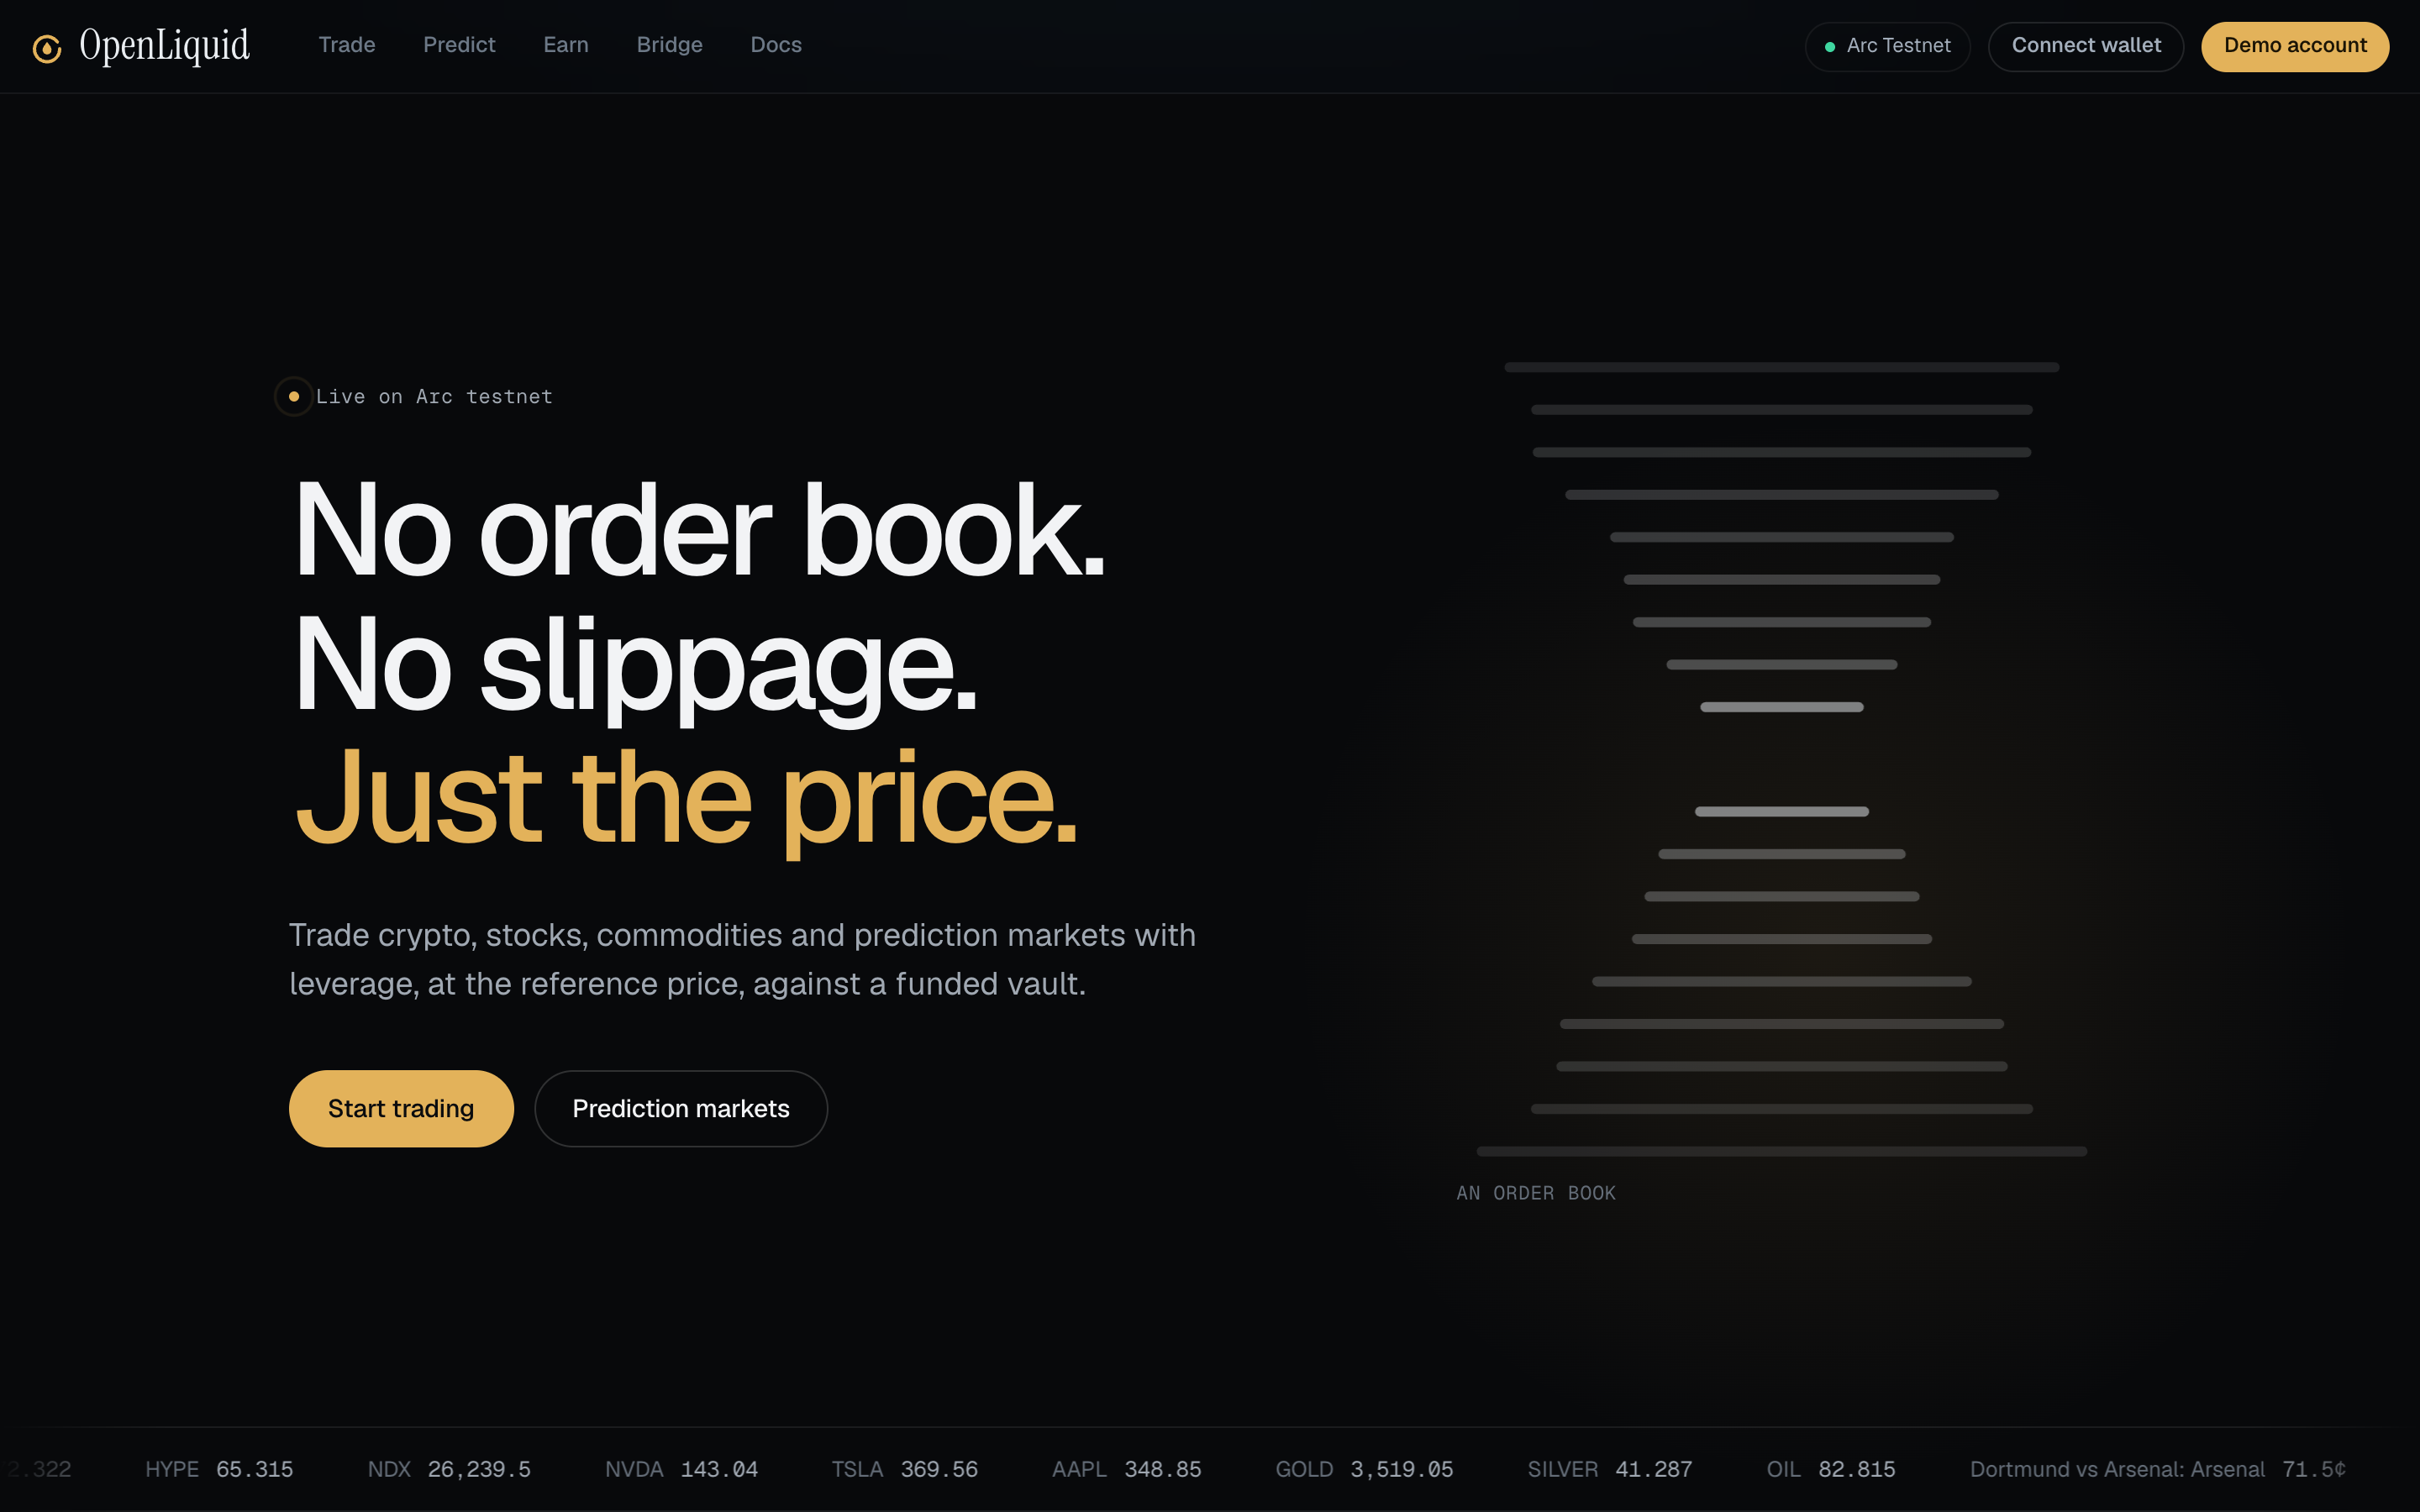 OpenLiquid
Trade
Predict
Earn
Bridge
Docs
Arc Testnet
Connect wallet
Demo account
Live on Arc testnet
No order book.
No slippage.
Just the price.
Trade crypto, stocks, commodities and prediction markets with
leverage, at the reference price, against a funded vault.
Start trading
Prediction markets
AN ORDER BOOK
2.322 HYPE 65.315 NDX 26,239.5 NVDA 143.04 TSLA 369.56 AAPL 348.85 GOLD 3,519.05 SILVER 41.287 OIL 82.815 Dortmund vs Arsenal: Arsenal 71.5¢